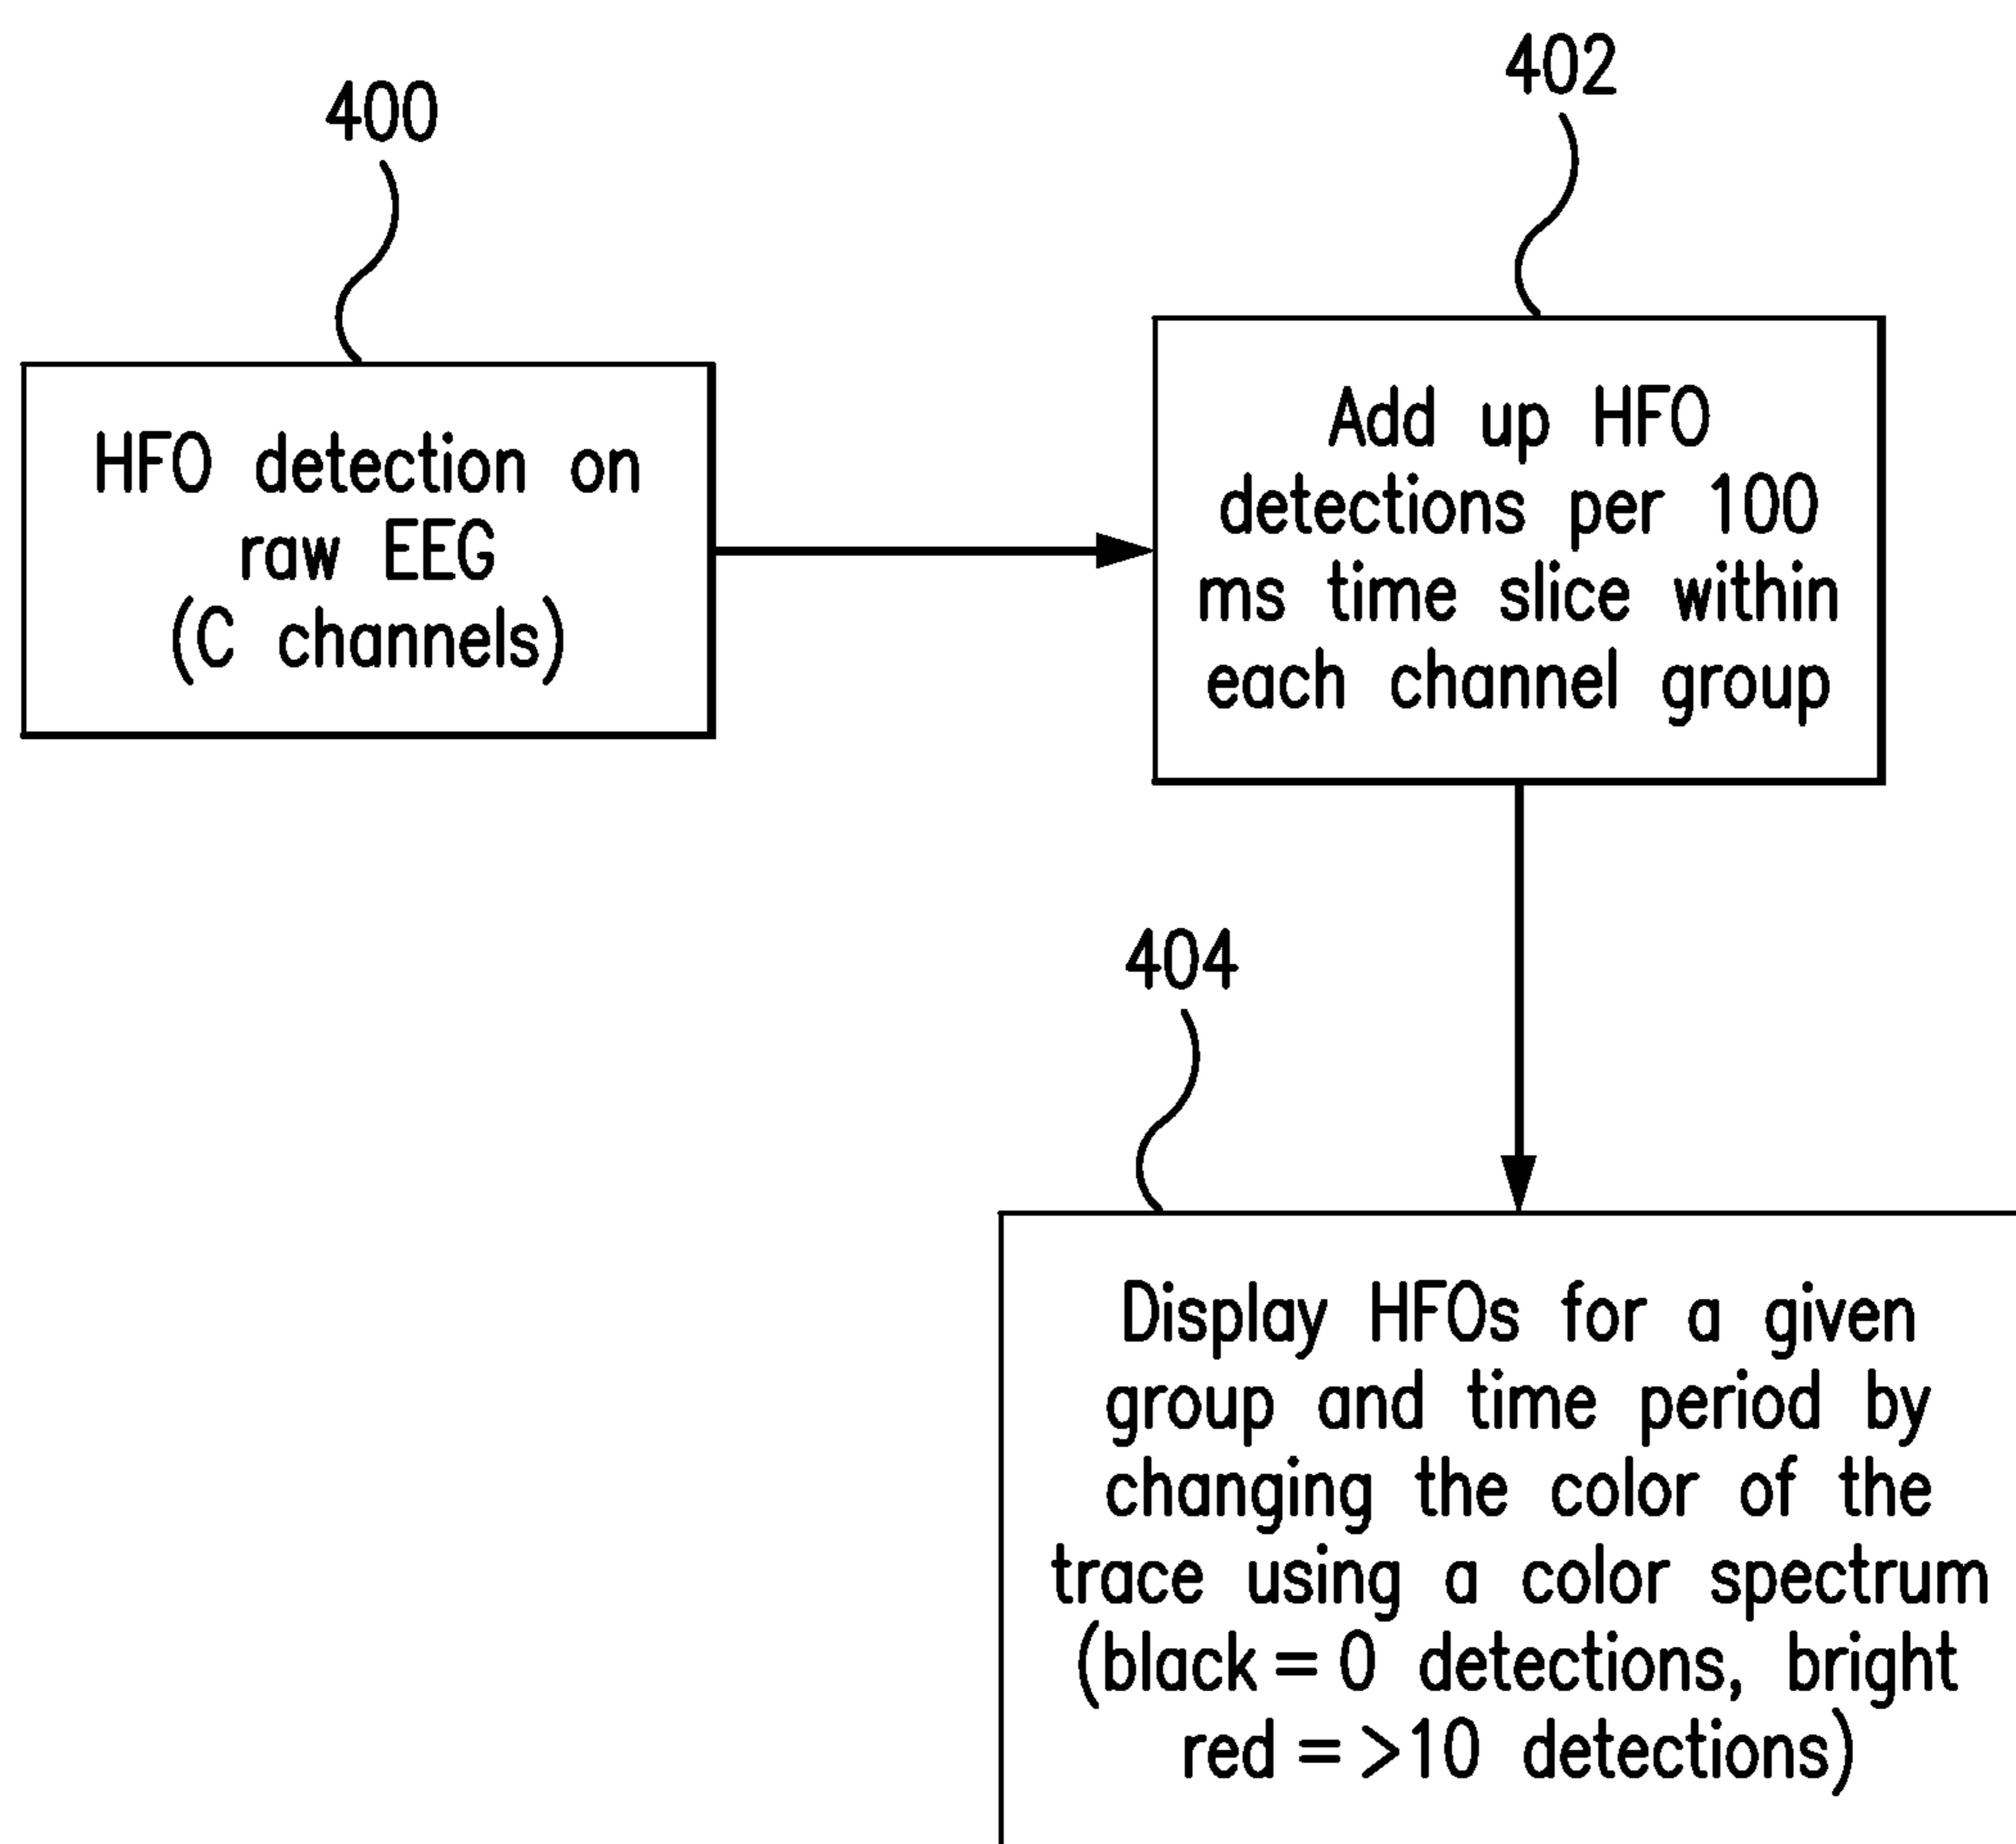 400
HFO detection on
raw EEG
(C channels)
402
Add up HFO
detections per 100
ms time slice within
each channel group
404
Display HFOs for a given
group and time period by
changing the color of the
trace using a color spectrum
(black = 0 detections, bright
red = >10 detections)